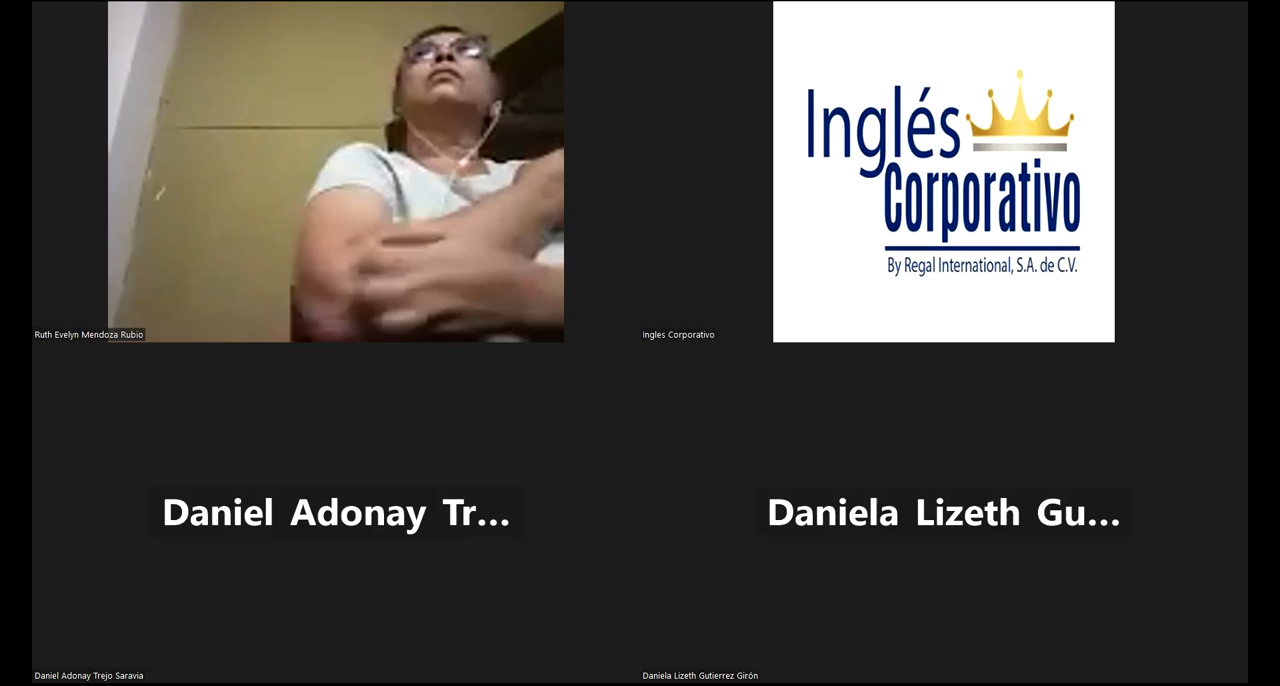 Inglés
Corporativo
By Regal International, S.A. de C.V.
Ruth Evelyn Mendoza Rubio
Ingles Corporativo
Daniel Adonay Tr...
Daniela Lizeth Gu...
Daniel Adonay Trejo Saravia
Daniela Lizeth Gutierrez Girón